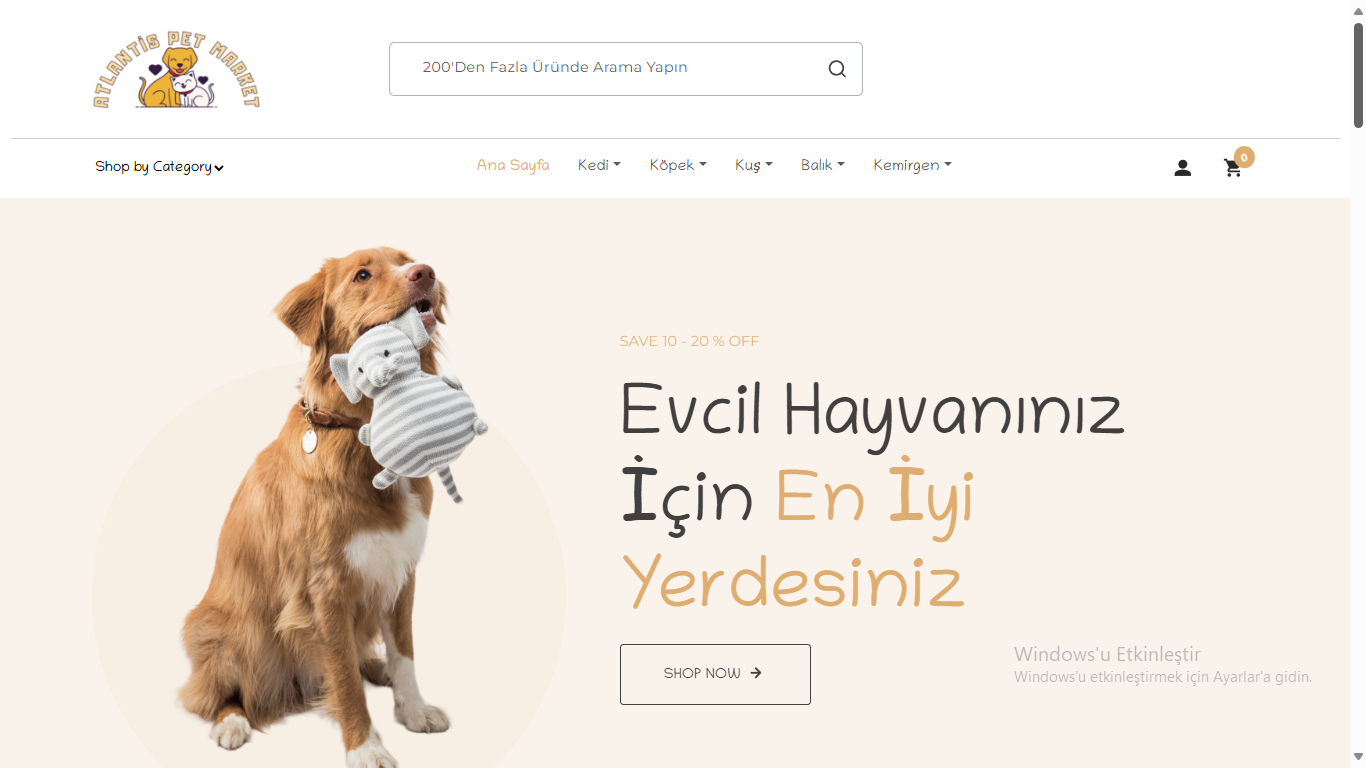 ATLANTİS PET MARKET
200'Den Fazla Üründe Arama Yapın
Shop by Category
Ana Sayfa Kedi Köpek Kuş Balık Kemirgen
0
SAVE 10 - 20 % OFF
Evcil Hayvanınız
İçin En İyi
Yerdesiniz
SHOP NOW
Windows'u Etkinleştir
Windows'u etkinleştirmek için Ayarlar'a gidin.